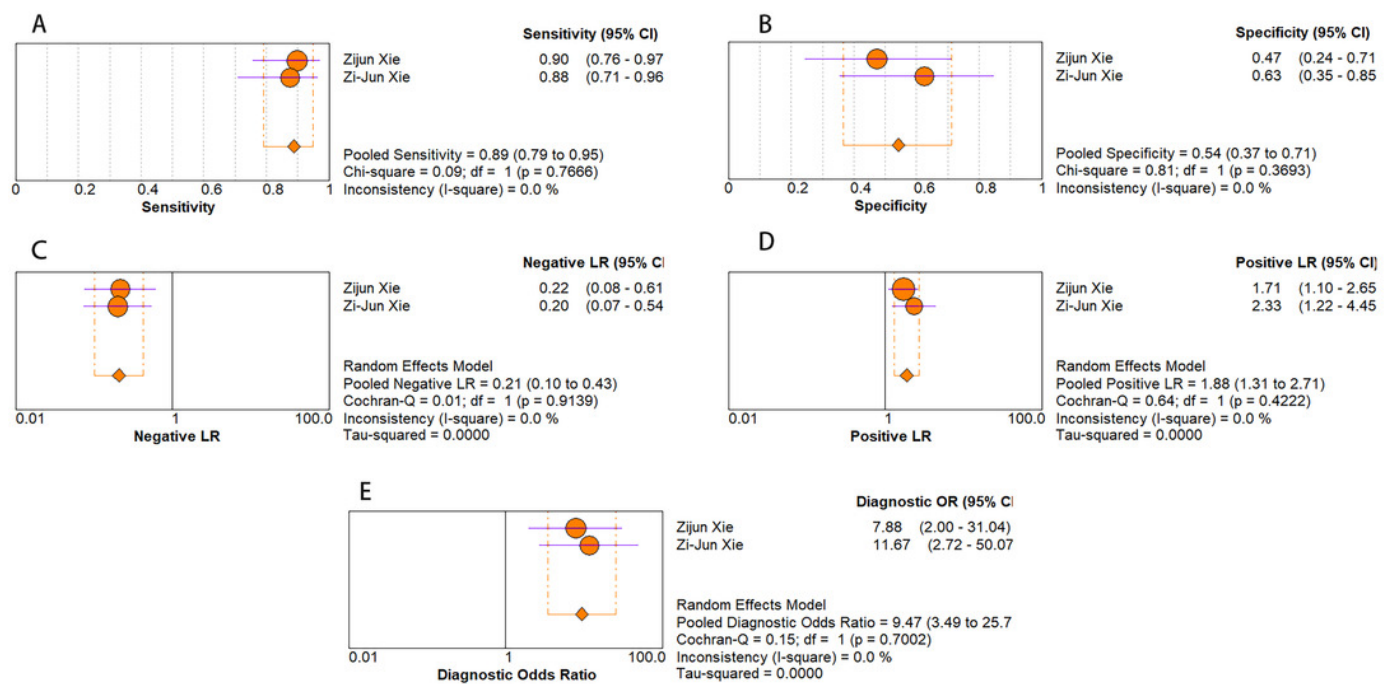 A
Sensitivity (95% CI)
Zijun Xie 0.90 (0.76 - 0.97
Zi-Jun Xie 0.88 (0.71 - 0.96
Pooled Sensitivity = 0.89 (0.79 to 0.95)
Chi-square = 0.09; df = 1 (p = 0.7666)
Inconsistency (I-square) = 0.0 %
0 0.2 0.4 0.6 0.8 1
Sensitivity
B
Specificity (95% CI)
Zijun Xie 0.47 (0.24 - 0.71
Zi-Jun Xie 0.63 (0.35 - 0.85
Pooled Specificity = 0.54 (0.37 to 0.71)
Chi-square = 0.81; df = 1 (p = 0.3693)
Inconsistency (I-square) = 0.0 %
0 0.2 0.4 0.6 0.8 1
Specificity
C
Negative LR (95% CI
Zijun Xie 0.22 (0.08 - 0.61
Zi-Jun Xie 0.20 (0.07 - 0.54
Random Effects Model
Pooled Negative LR = 0.21 (0.10 to 0.43)
Cochran-Q = 0.01; df = 1 (p = 0.9139)
Inconsistency (I-square) = 0.0 %
Tau-squared = 0.0000
0.01 1 100.0
Negative LR
D
Positive LR (95% CI)
Zijun Xie 1.71 (1.10 - 2.65
Zi-Jun Xie 2.33 (1.22 - 4.45
Random Effects Model
Pooled Positive LR = 1.88 (1.31 to 2.71)
Cochran-Q = 0.64; df = 1 (p = 0.4222)
Inconsistency (I-square) = 0.0 %
Tau-squared = 0.0000
0.01 1 100.0
Positive LR
E
Diagnostic OR (95% CI
Zijun Xie 7.88 (2.00 - 31.04)
Zi-Jun Xie 11.67 (2.72 - 50.07
Random Effects Model
Pooled Diagnostic Odds Ratio = 9.47 (3.49 to 25.7
Cochran-Q = 0.15; df = 1 (p = 0.7002)
Inconsistency (I-square) = 0.0 %
Tau-squared = 0.0000
0.01 1 100.0
Diagnostic Odds Ratio